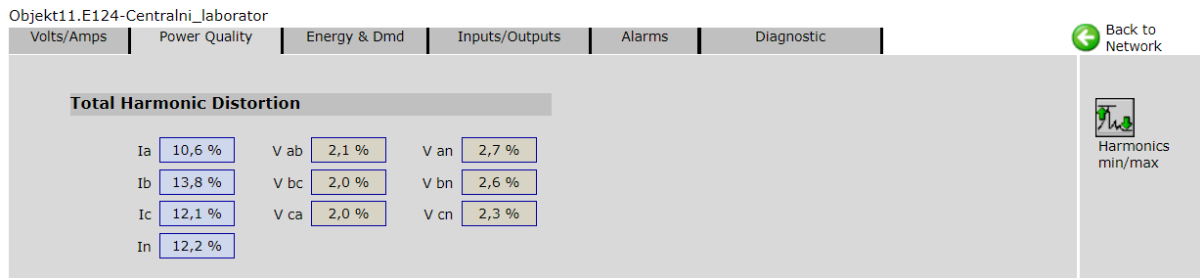 Objekt11.E124-Centralni_laborator
Volts/Amps Power Quality Energy & Dmd Inputs/Outputs Alarms Diagnostic
Back to
Network
Total Harmonic Distortion
Ia 10,6 % V ab 2,1 % V an 2,7 %
Ib 13,8 % V bc 2,0 % V bn 2,6 %
Ic 12,1 % V ca 2,0 % V cn 2,3 %
In 12,2 %
Harmonics
min/max